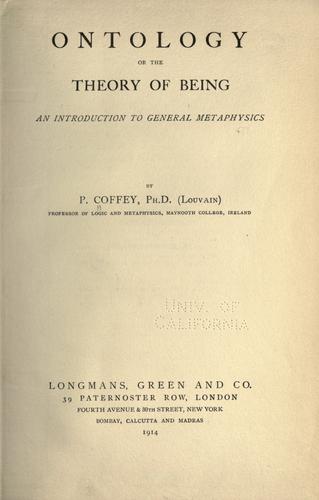 ONTOLOGY
OR THE
THEORY OF BEING
AN INTRODUCTION TO GENERAL METAPHYSICS
BY
P. COFFEY, PH.D. (LOUVAIN)
PROFESSOR OF LOGIC AND METAPHYSICS, MAYNOOTH COLLEGE, IRELAND
UNIV. OF
CALIFORNIA
LONGMANS, GREEN AND CO.
39 PATERNOSTER ROW, LONDON
FOURTH AVENUE & 30TH STREET, NEW YORK
BOMBAY, CALCUTTA AND MADRAS
1914